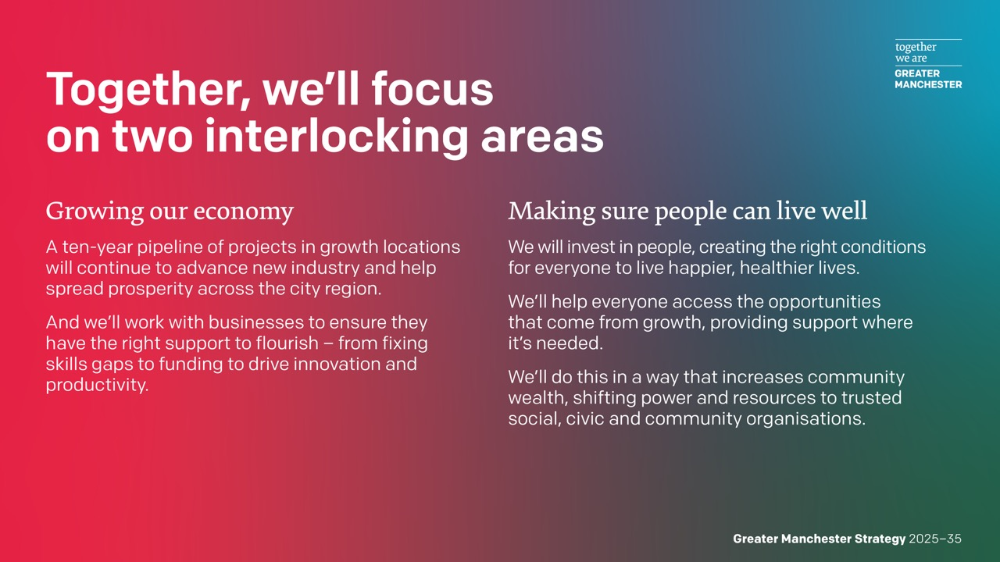 together
we are
GREATER
MANCHESTER
Together, we’ll focus
on two interlocking areas
Growing our economy
A ten-year pipeline of projects in growth locations
will continue to advance new industry and help
spread prosperity across the city region.
And we’ll work with businesses to ensure they
have the right support to flourish – from fixing
skills gaps to funding to drive innovation and
productivity.
Making sure people can live well
We will invest in people, creating the right conditions
for everyone to live happier, healthier lives.
We’ll help everyone access the opportunities
that come from growth, providing support where
it’s needed.
We’ll do this in a way that increases community
wealth, shifting power and resources to trusted
social, civic and community organisations.
Greater Manchester Strategy 2025–35